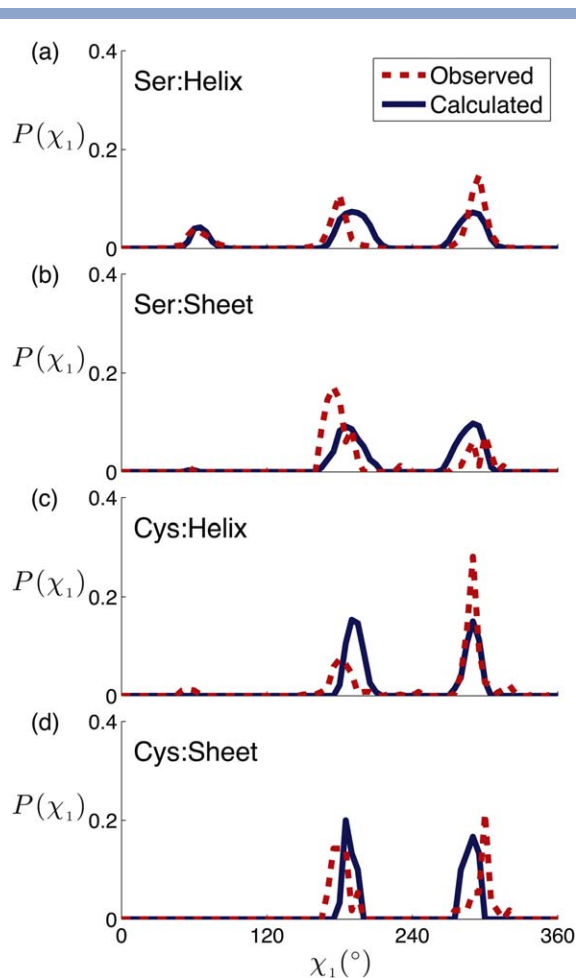 (a)
0.4
Ser:Helix
Observed
Calculated
P(χ₁)
0.2
0
(b)
0.4
Ser:Sheet
P(χ₁)
0.2
0
(c)
0.4
Cys:Helix
P(χ₁)
0.2
0
(d)
0.4
Cys:Sheet
P(χ₁)
0.2
0
0 120 240 360
χ₁(°)